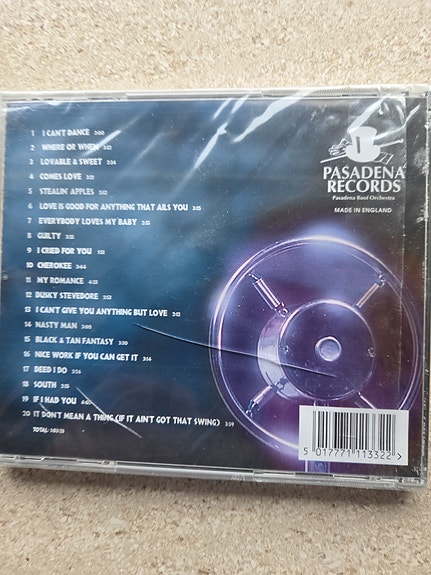 1 I CAN'T DANCE 3:00
2 WHERE OR WHEN
3 LOVABLE & SWEET
4 COMES LOVE
5 STEALIN' APPLES
6 LOVE IS GOOD FOR ANYTHING THAT AILS YOU
7 EVERYBODY LOVES MY BABY
8 GUILTY
9 I CRIED FOR YOU
10 CHEROKEE
11 MY ROMANCE
12 DUSKY STEVEDORE
13 I CAN'T GIVE YOU ANYTHING BUT LOVE
14 NASTY MAN
15 BLACK & TAN FANTASY
16 NICE WORK IF YOU CAN GET IT
17 DEED I DO
18 SOUTH
19 IF I HAD YOU
20 IT DON'T MEAN A THING (IF IT AIN'T GOT THAT SWING) 3:59
TOTAL
PASADENA
RECORDS
Pasadena Roof Orchestra
MADE IN ENGLAND
5 017771 113322 >